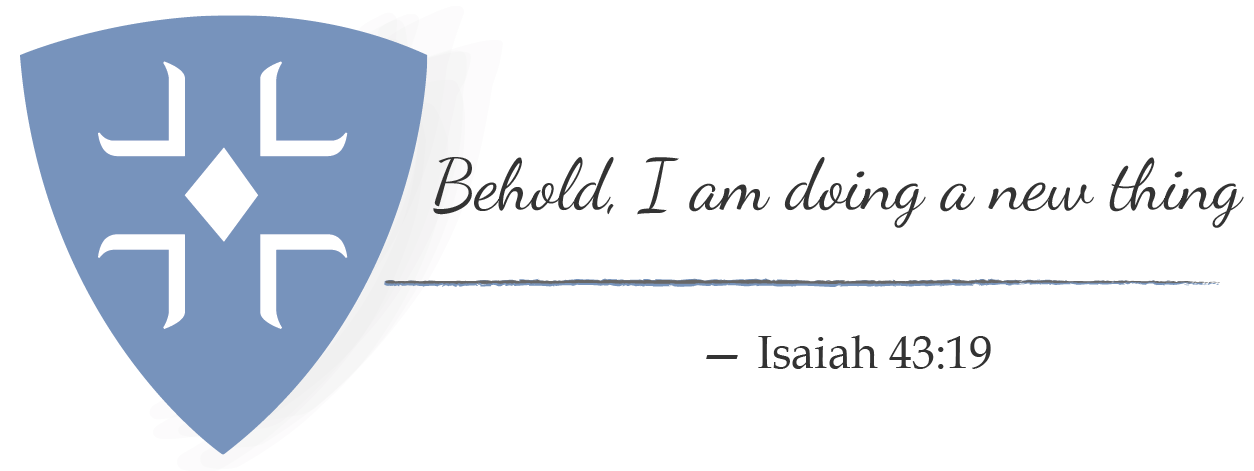 Behold, I am doing a new thing
– Isaiah 43:19